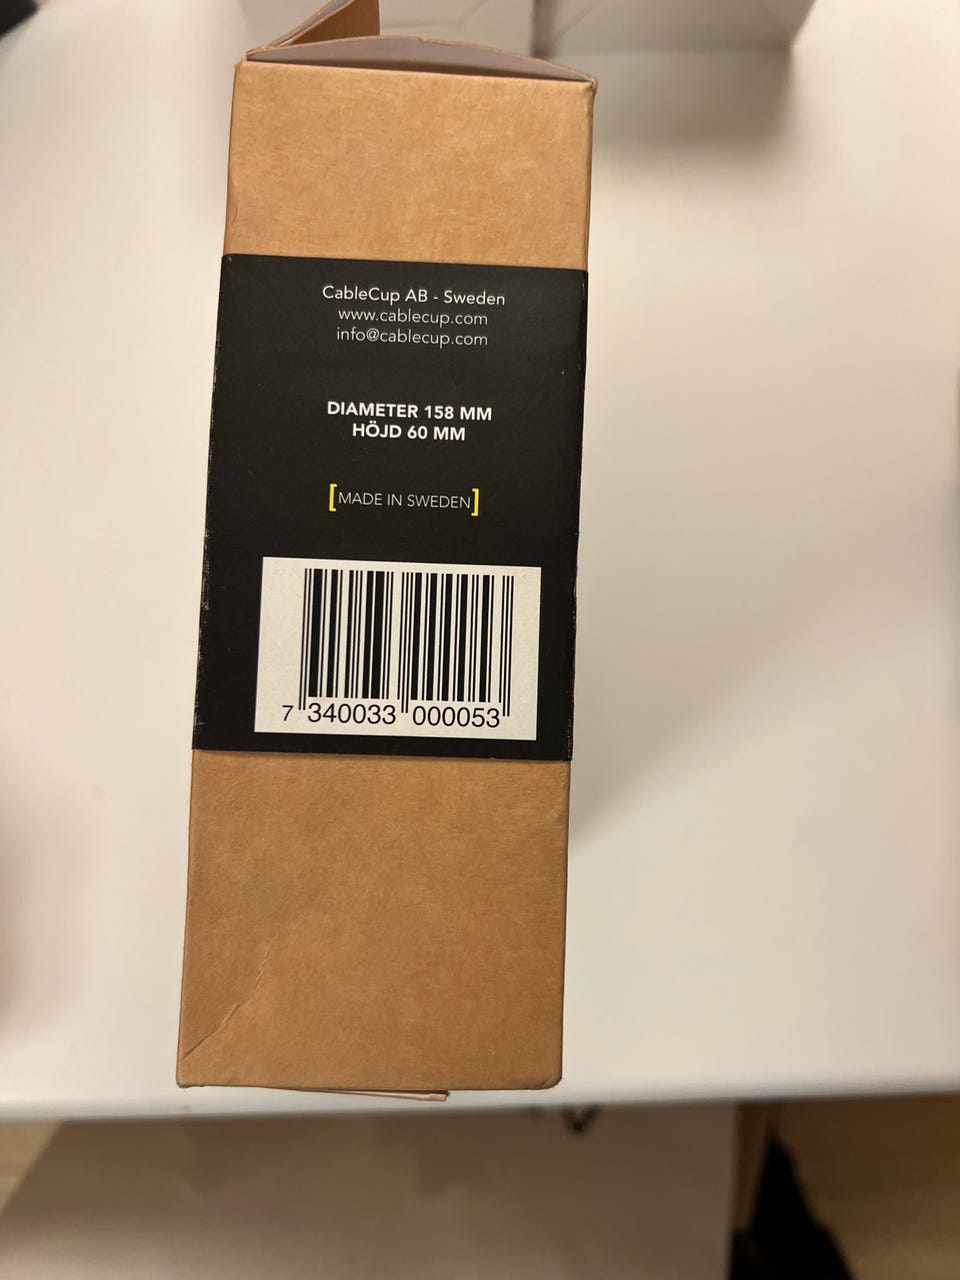 CableCup AB - Sweden
www.cablecup.com
info@cablecup.com
DIAMETER 158 MM
HÖJD 60 MM
[MADE IN SWEDEN]
7 340033 000053